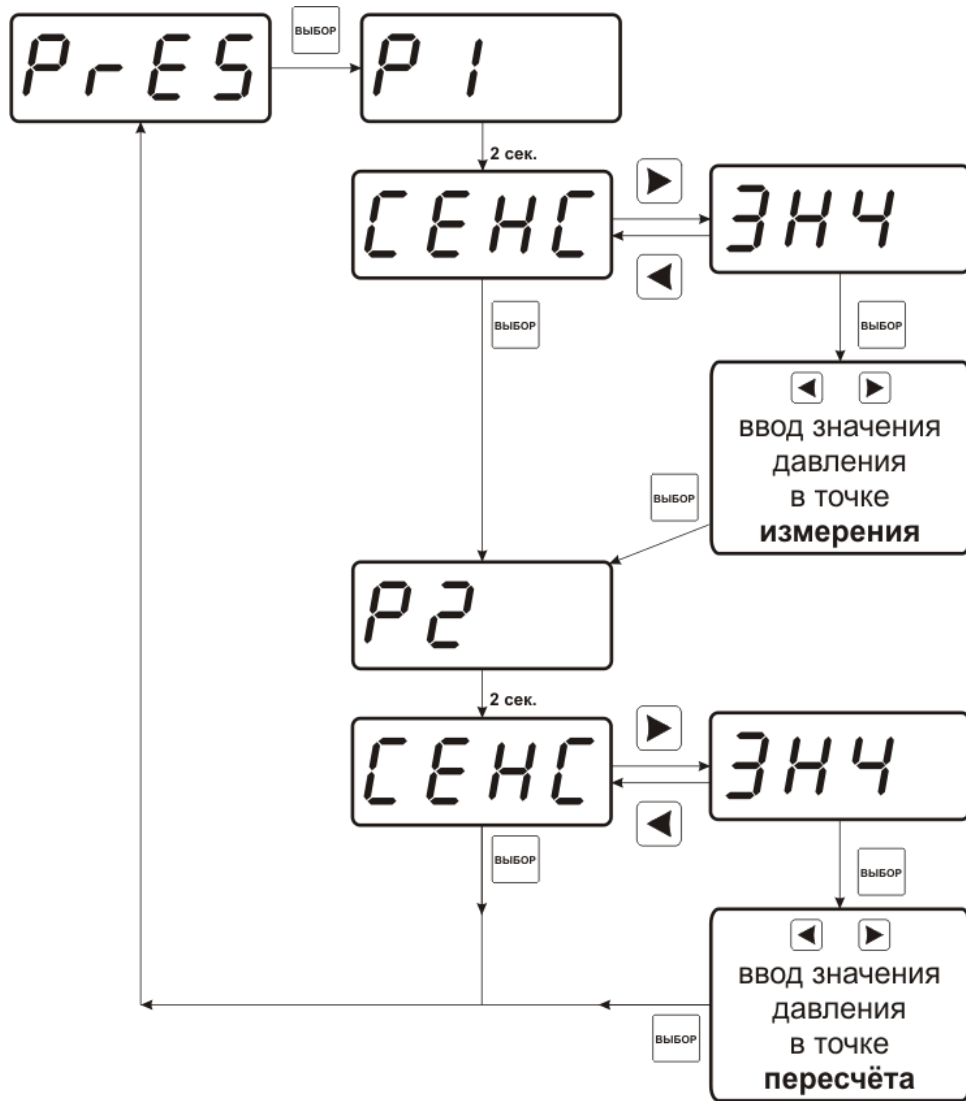 PrES
ВЫБОР
P1
2 сек.
СЕНС
ЗНЧ
ВЫБОР
ВЫБОР
ввод значения
давления
в точке
измерения
ВЫБОР
P2
2 сек.
СЕНС
ЗНЧ
ВЫБОР
ВЫБОР
ввод значения
давления
в точке
пересчёта
ВЫБОР